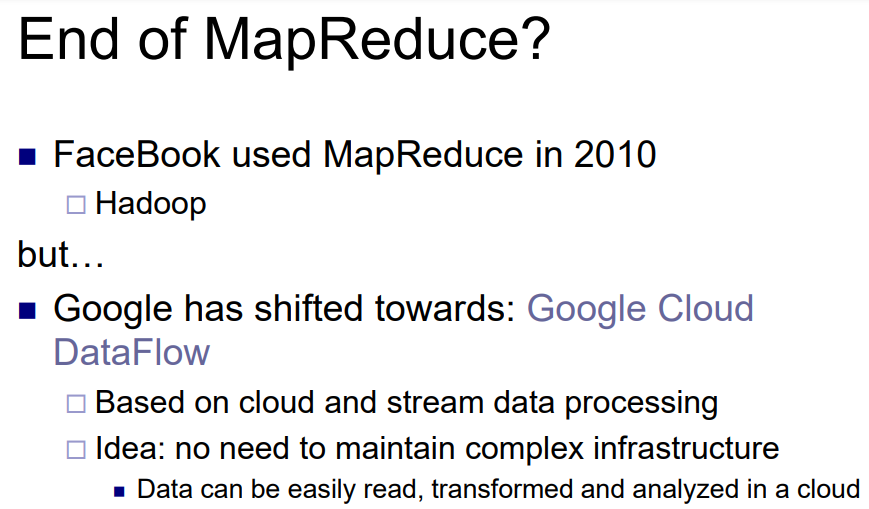 End of MapReduce?
FaceBook used MapReduce in 2010
Hadoop
but…
Google has shifted towards: Google Cloud
DataFlow
Based on cloud and stream data processing
Idea: no need to maintain complex infrastructure
Data can be easily read, transformed and analyzed in a cloud